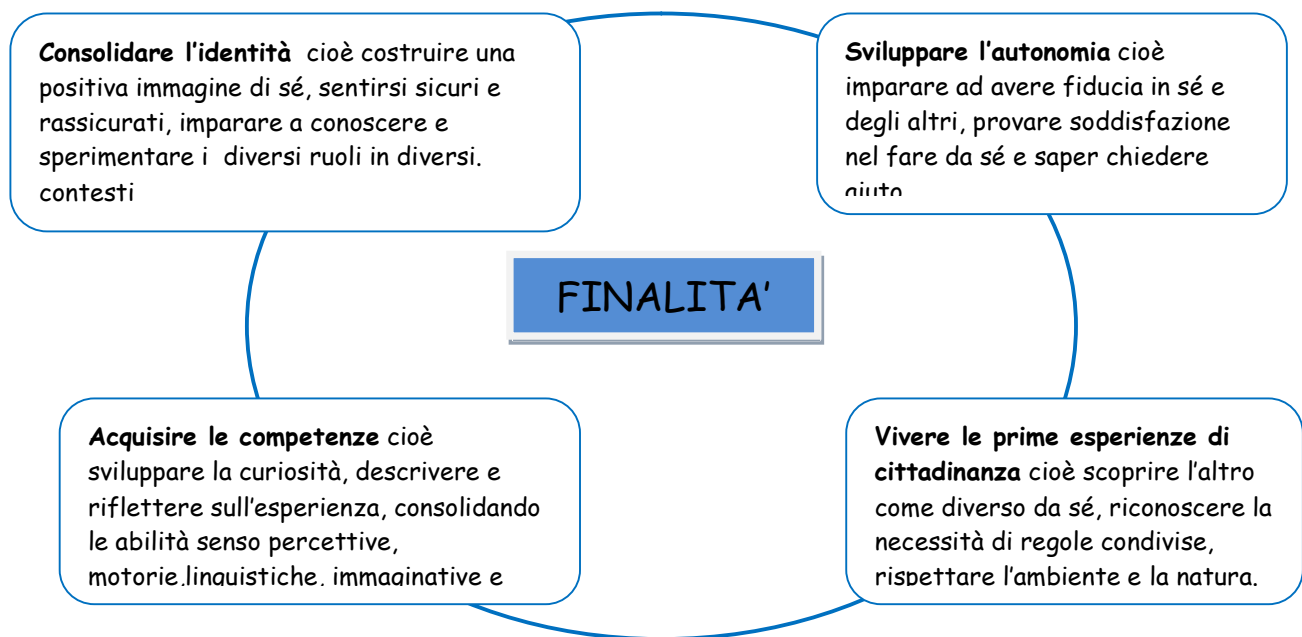 Consolidare l'identità cioè costruire una
positiva immagine di sé, sentirsi sicuri e
rassicurati, imparare a conoscere e
sperimentare i diversi ruoli in diversi.
contesti
Sviluppare l'autonomia cioè
imparare ad avere fiducia in sé e
degli altri, provare soddisfazione
nel fare da sé e saper chiedere
aiuto
FINALITA'
Acquisire le competenze cioè
sviluppare la curiosità, descrivere e
riflettere sull'esperienza, consolidando
le abilità senso percettive,
motorie,linguistiche, immaginative e
Vivere le prime esperienze di
cittadinanza cioè scoprire l'altro
come diverso da sé, riconoscere la
necessità di regole condivise,
rispettare l'ambiente e la natura.